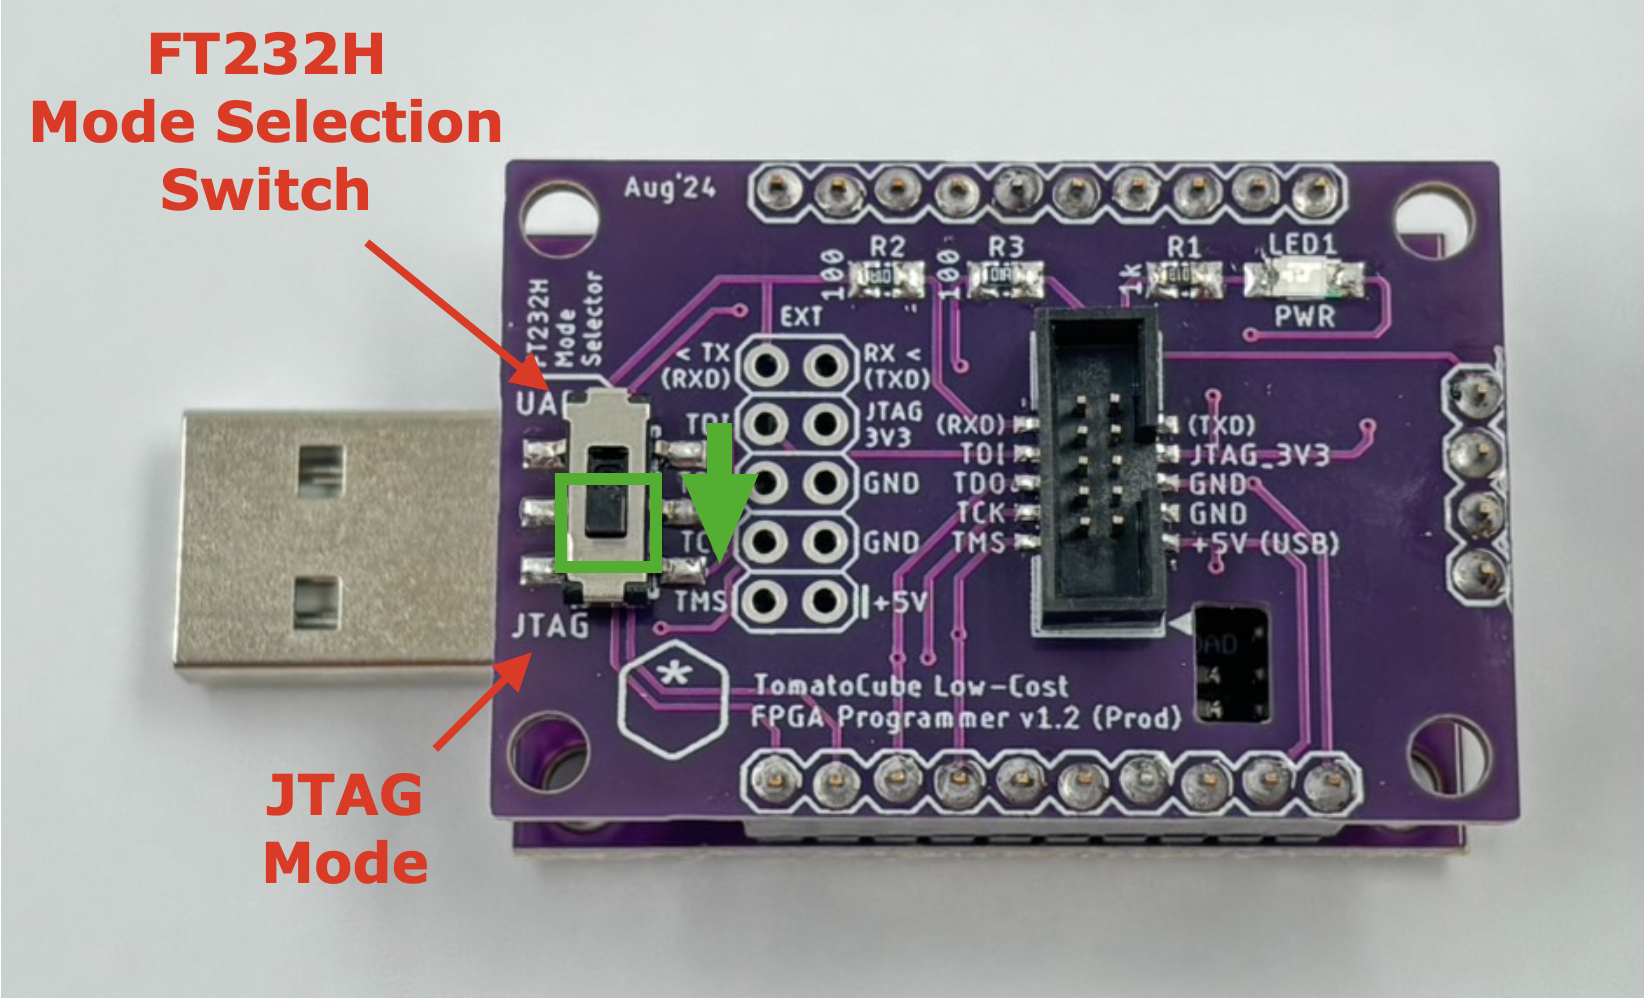 FT232H
Mode Selection
Switch
Aug'24
R2
R3
R1
LED1
100
100
1k
PWR
FT232H
Mode
Selector
EXT
< TX
(RXD)
RX <
(TXD)
JTAG
3V3
GND
GND
TMS
+5V
(RXD)
TDI
TDO
TCK
TMS
(TXD)
JTAG_3V3
GND
GND
+5V (USB)
JTAG
*
TomatoCube Low-Cost
FPGA Programmer v1.2 (Prod)
JTAG
Mode